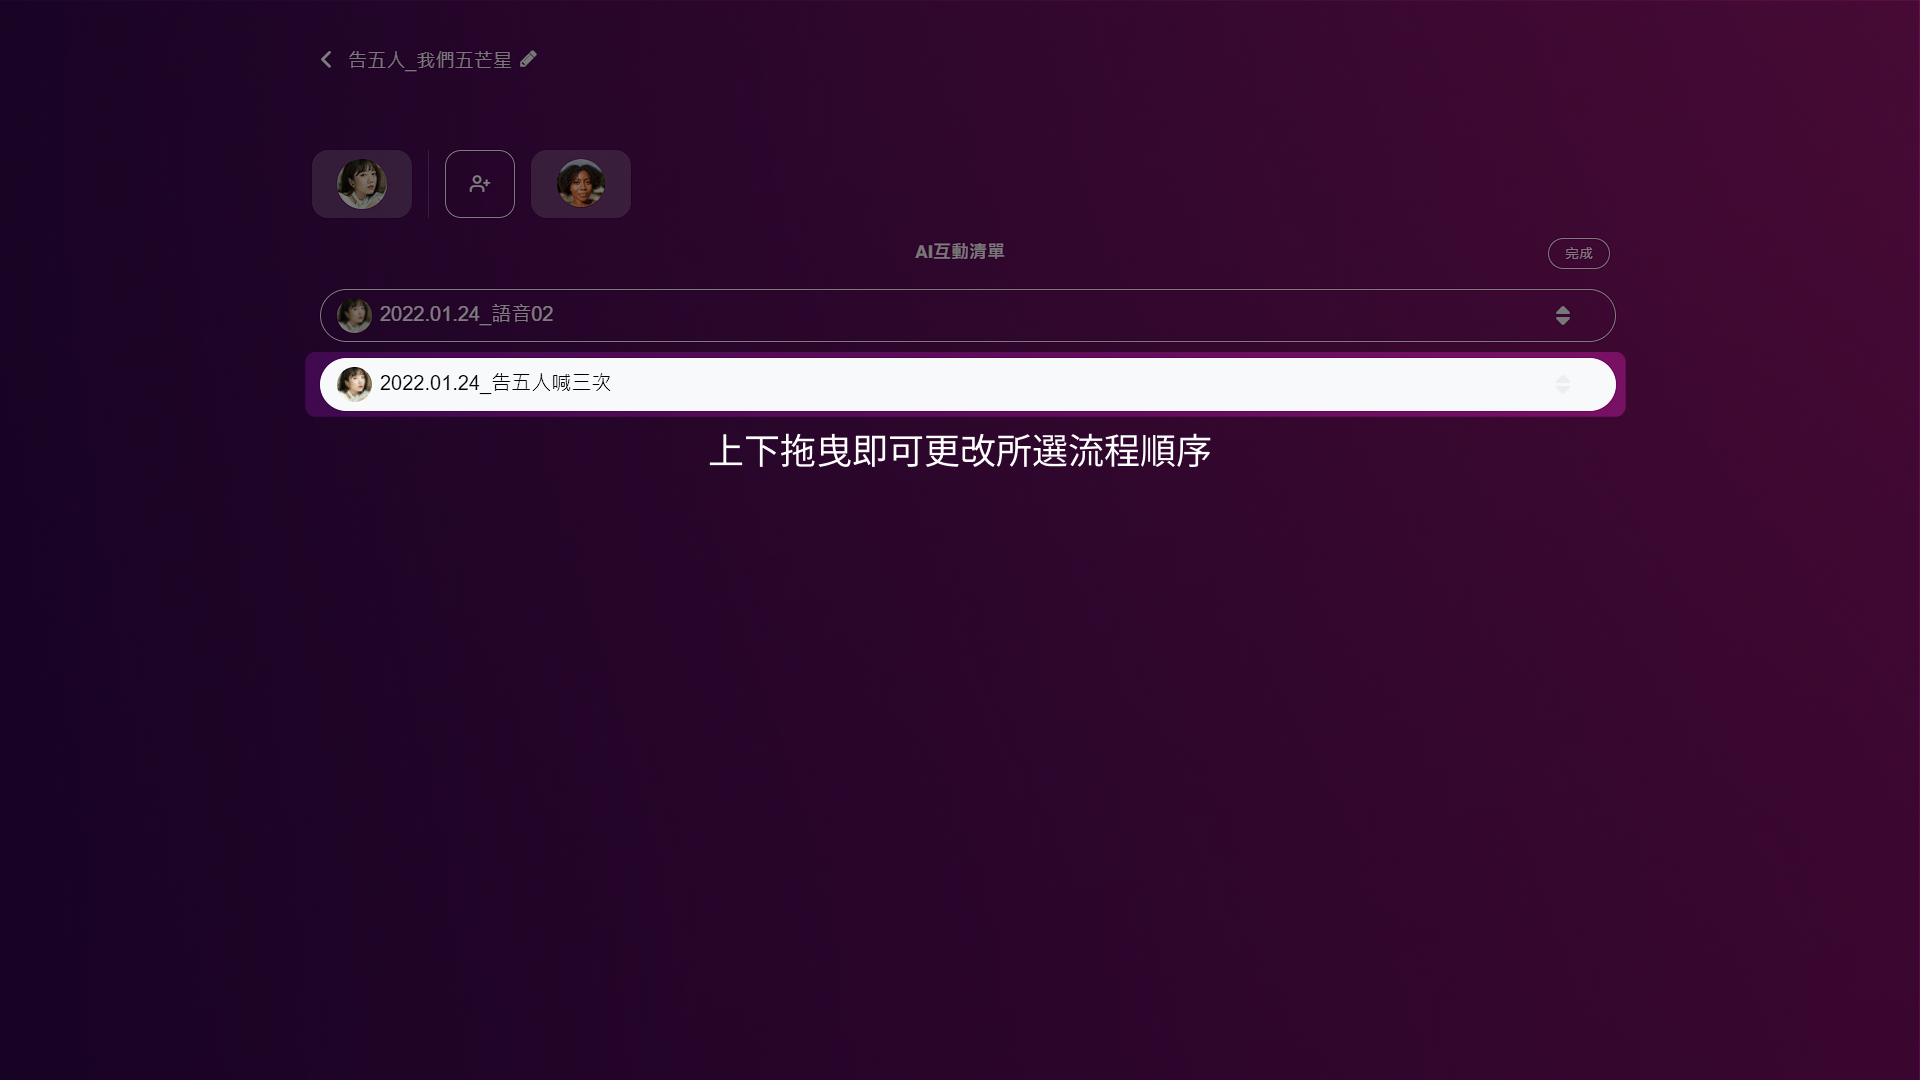 告五人_我們五芒星
AI互動清單
完成
2022.01.24_語音02
2022.01.24_告五人喊三次
上下拖曳即可更改所選流程順序